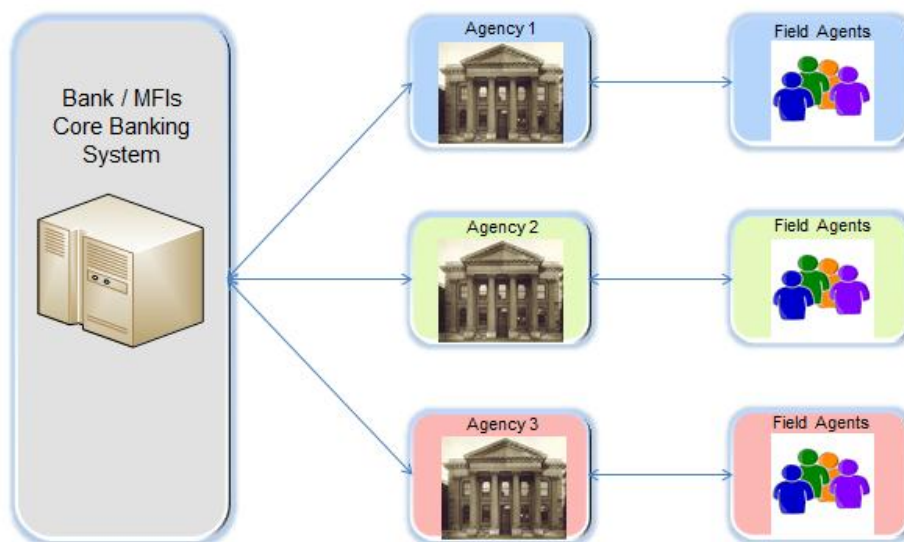 Bank / MFIs
Core Banking
System
Agency 1
Field Agents
Agency 2
Field Agents
Agency 3
Field Agents